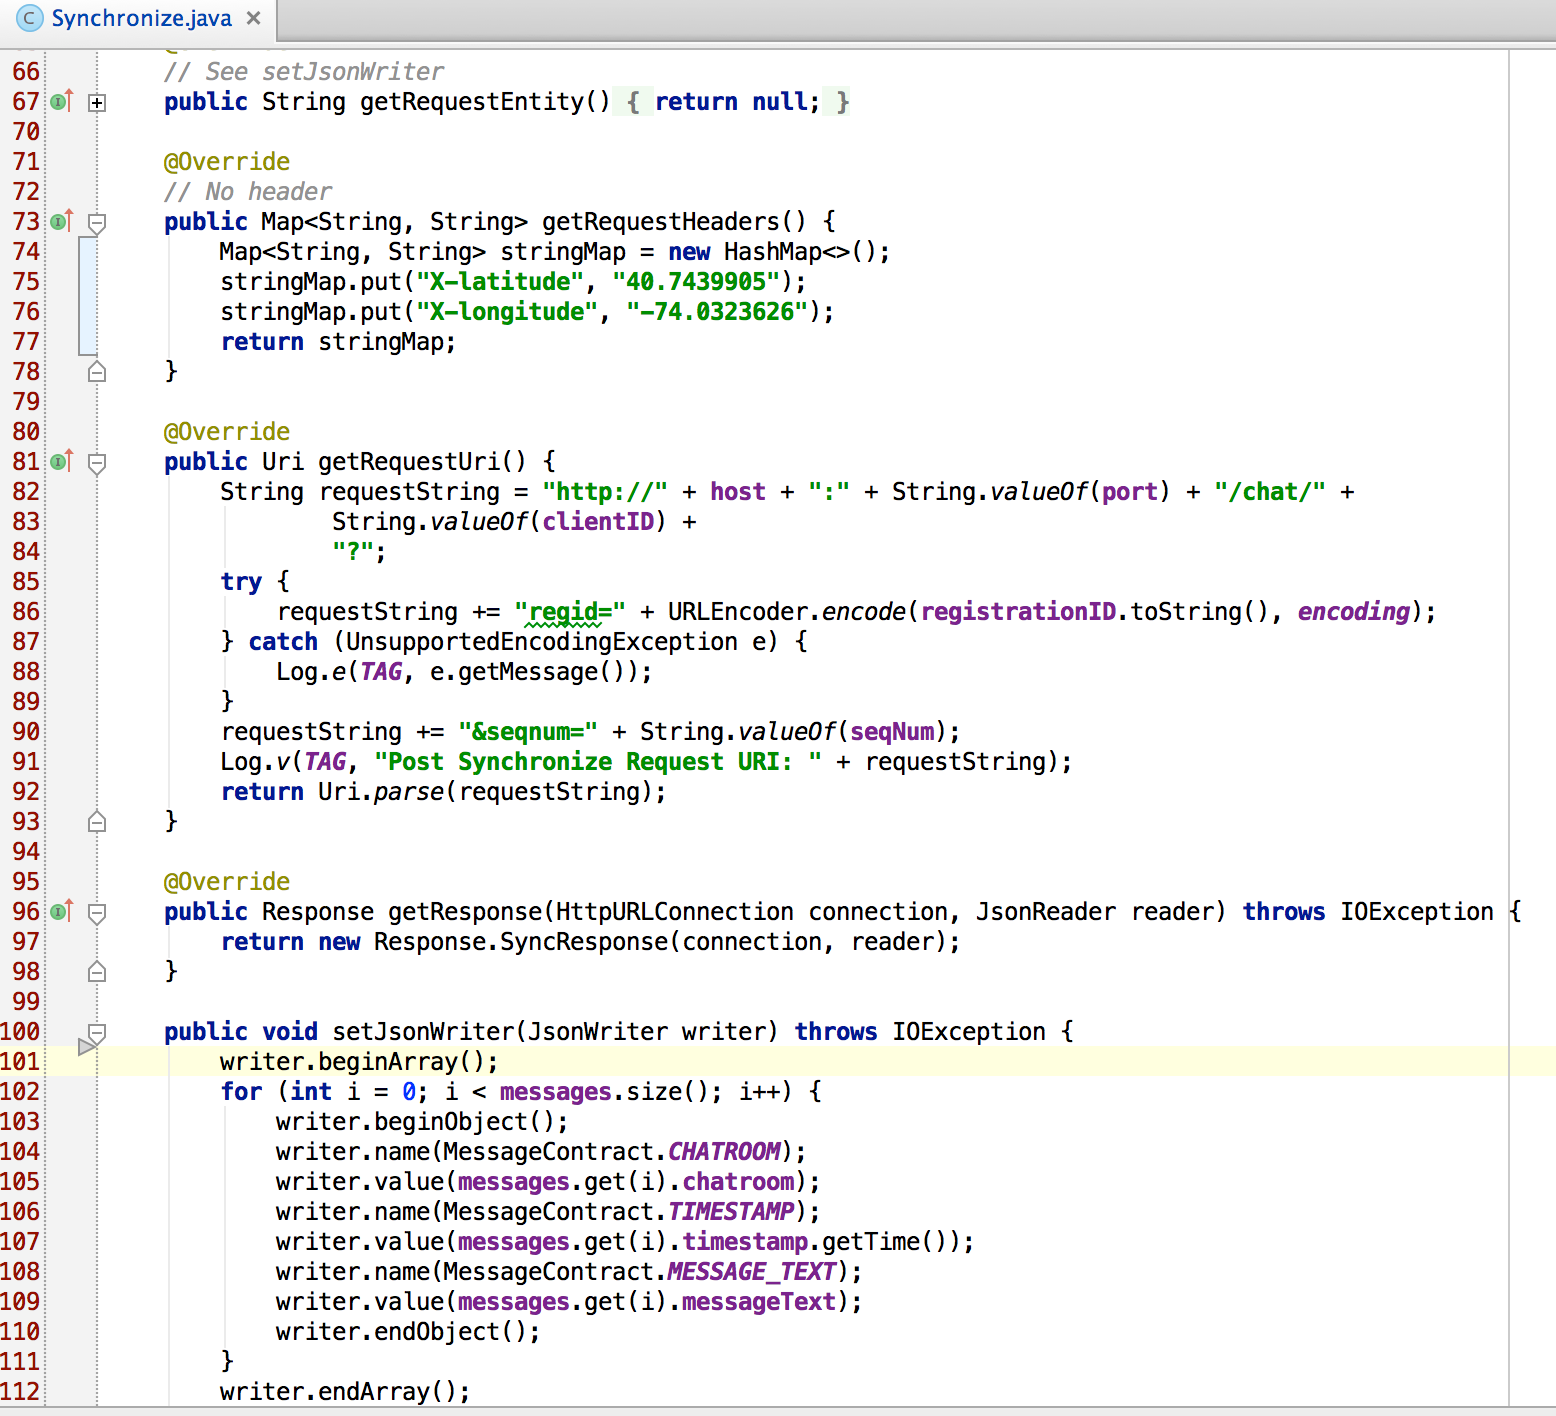 Synchronize.java
66 // See setJsonWriter
67 public String getRequestEntity() { return null; }
70
71 @Override
72 // No header
73 public Map<String, String> getRequestHeaders() {
74 Map<String, String> stringMap = new HashMap<>();
75 stringMap.put("X-latitude", "40.7439905");
76 stringMap.put("X-longitude", "-74.0323626");
77 return stringMap;
78 }
79
80 @Override
81 public Uri getRequestUri() {
82 String requestString = "http://" + host + ":" + String.valueOf(port) + "/chat/" +
83 String.valueOf(clientID) +
84 "?";
85 try {
86 requestString += "regid=" + URLEncoder.encode(registrationID.toString(), encoding);
87 } catch (UnsupportedEncodingException e) {
88 Log.e(TAG, e.getMessage());
89 }
90 requestString += "&seqnum=" + String.valueOf(seqNum);
91 Log.v(TAG, "Post Synchronize Request URI: " + requestString);
92 return Uri.parse(requestString);
93 }
94
95 @Override
96 public Response getResponse(HttpURLConnection connection, JsonReader reader) throws IOException {
97 return new Response.SyncResponse(connection, reader);
98 }
99
100 public void setJsonWriter(JsonWriter writer) throws IOException {
101 writer.beginArray();
102 for (int i = 0; i < messages.size(); i++) {
103 writer.beginObject();
104 writer.name(MessageContract.CHATROOM);
105 writer.value(messages.get(i).chatroom);
106 writer.name(MessageContract.TIMESTAMP);
107 writer.value(messages.get(i).timestamp.getTime());
108 writer.name(MessageContract.MESSAGE_TEXT);
109 writer.value(messages.get(i).messageText);
110 writer.endObject();
111 }
112 writer.endArray();